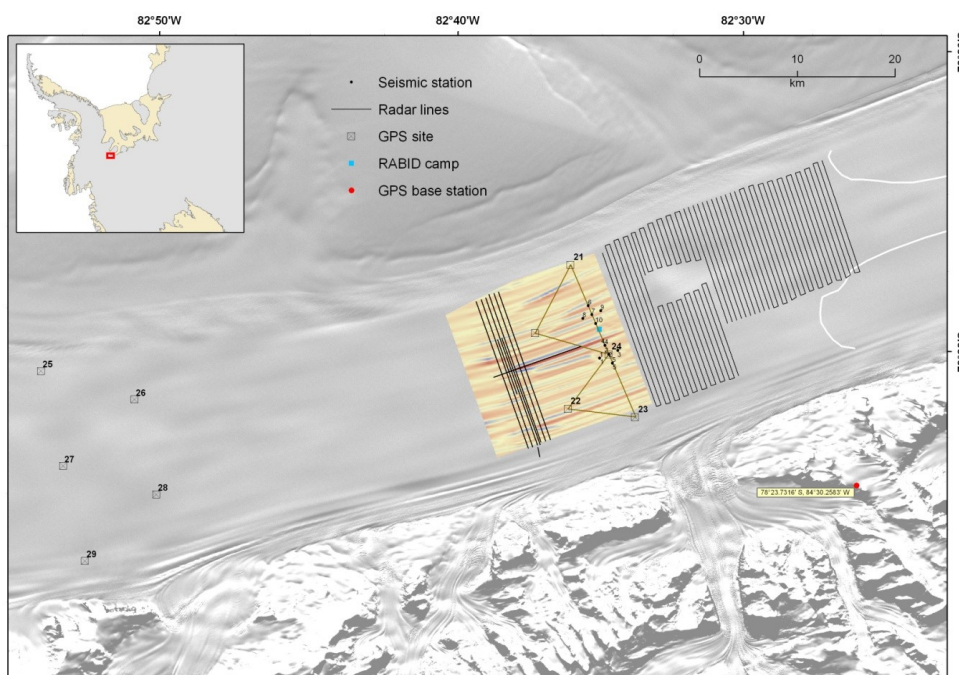 82°50'W
82°40'W
82°30'W
0 10 20
km
Seismic station
Radar lines
GPS site
RABID camp
GPS base station
21
10
24
25
26
22
23
27
28
78°23.7316' S, 84°30.2583' W
29